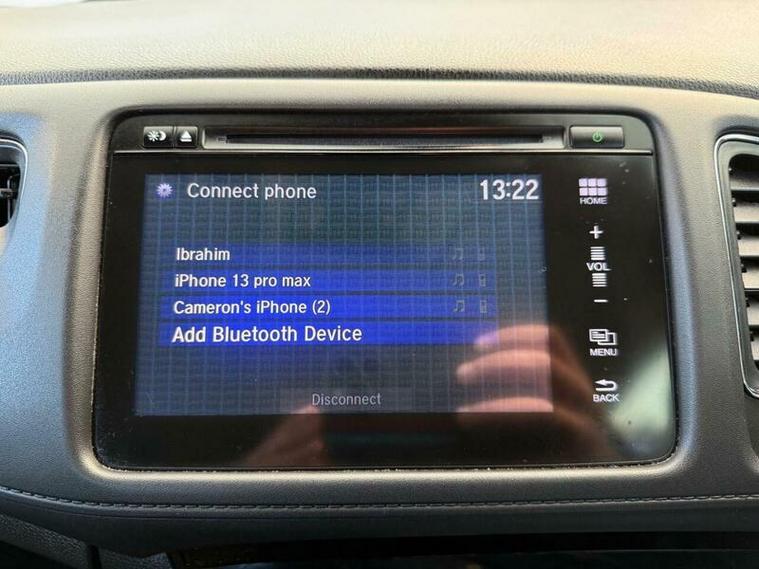 Connect phone 13:22
HOME
Ibrahim
iPhone 13 pro max
Cameron's iPhone (2)
Add Bluetooth Device
Disconnect
+
VOL
−
MENU
BACK